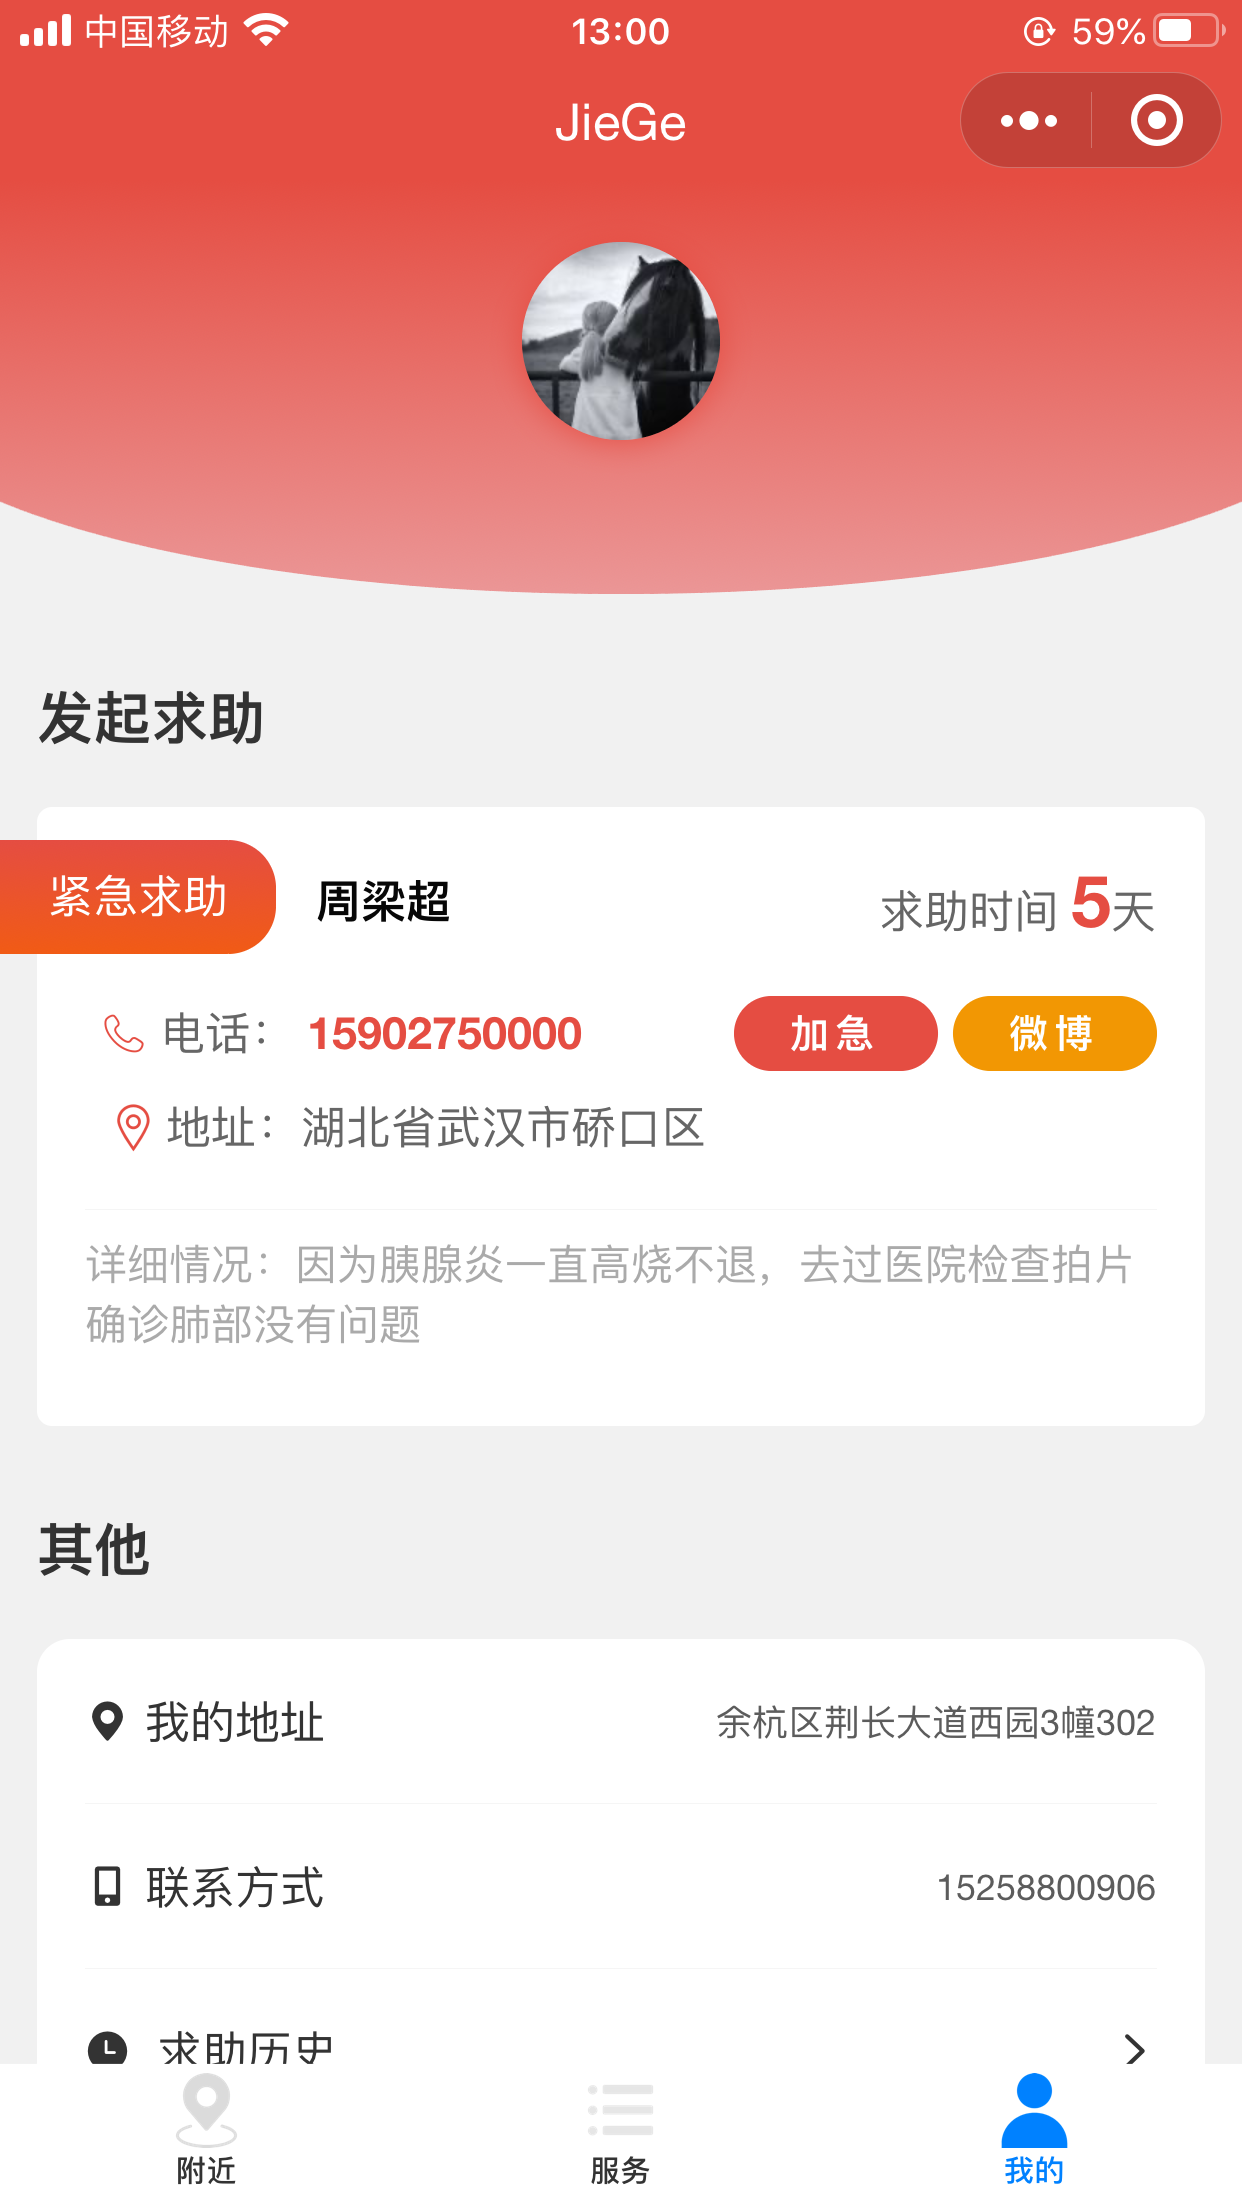 中国移动 13:00 59%
JieGe
发起求助
紧急求助 周梁超 求助时间 5天
电话： 15902750000 加急 微博
地址： 湖北省武汉市硚口区
详细情况：因为胰腺炎一直高烧不退，去过医院检查拍片
确诊肺部没有问题
其他
我的地址 余杭区荆长大道西园3幢302
联系方式 15258800906
求助历史
附近 服务 我的